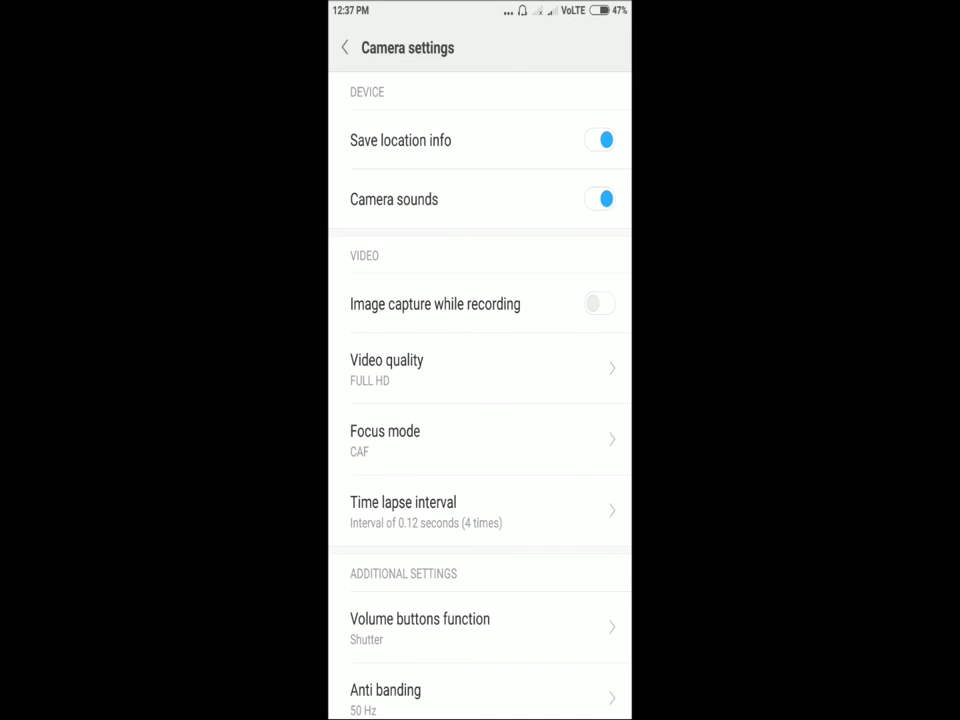 12:37 PM ... VoLTE 47%
Camera settings
DEVICE
Save location info
Camera sounds
VIDEO
Image capture while recording
Video quality
FULL HD
Focus mode
CAF
Time lapse interval
Interval of 0.12 seconds (4 times)
ADDITIONAL SETTINGS
Volume buttons function
Shutter
Anti banding
50 Hz